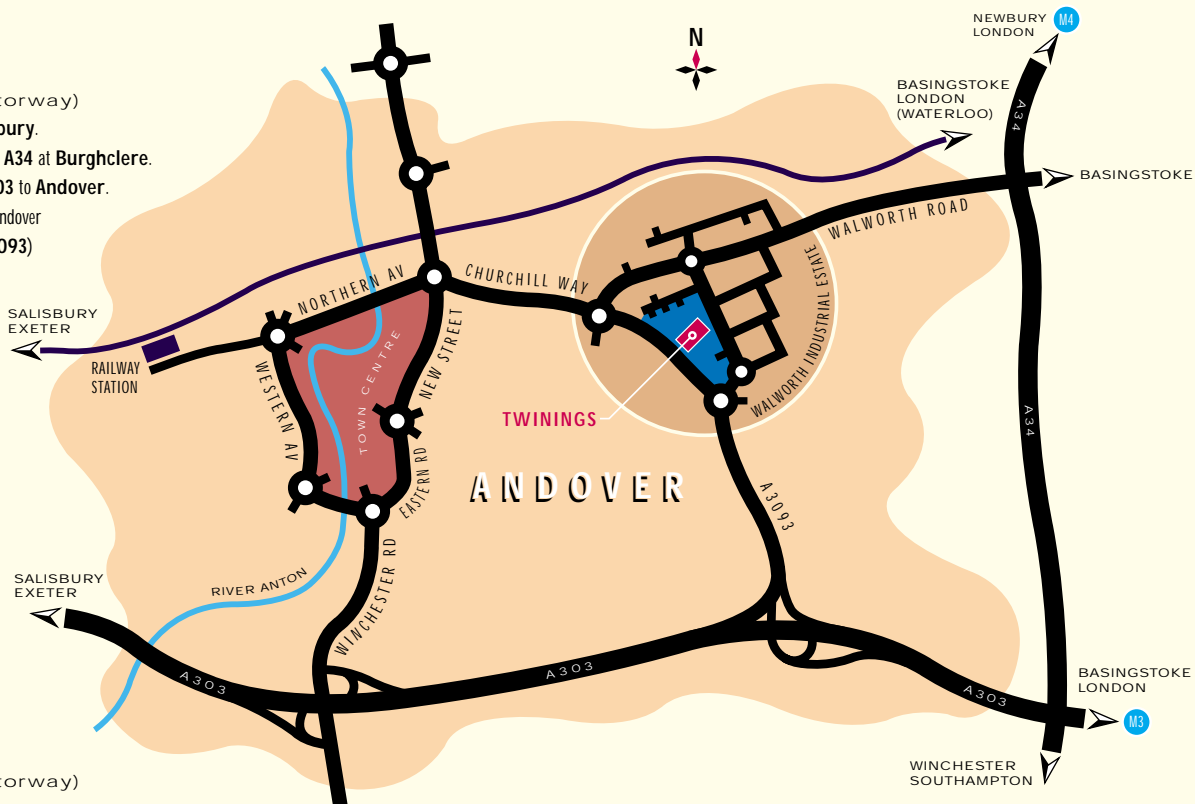 NEWBURY
LONDON
M4
N
BASINGSTOKE
LONDON
(WATERLOO)
A34
BASINGSTOKE
WALWORTH ROAD
CHURCHILL WAY
NORTHERN AV
WALWORTH INDUSTRIAL ESTATE
SALISBURY
EXETER
RAILWAY
STATION
WESTERN AV
TOWN CENTRE
NEW STREET
TWININGS
EASTERN RD
ANDOVER
A34
A3093
SALISBURY
EXETER
RIVER ANTON
WINCHESTER RD
A303
A303
A303
BASINGSTOKE
LONDON
M3
WINCHESTER
SOUTHAMPTON
torway)
bury.
A34 at Burghclere.
03 to Andover.
ndover
093)
torway)